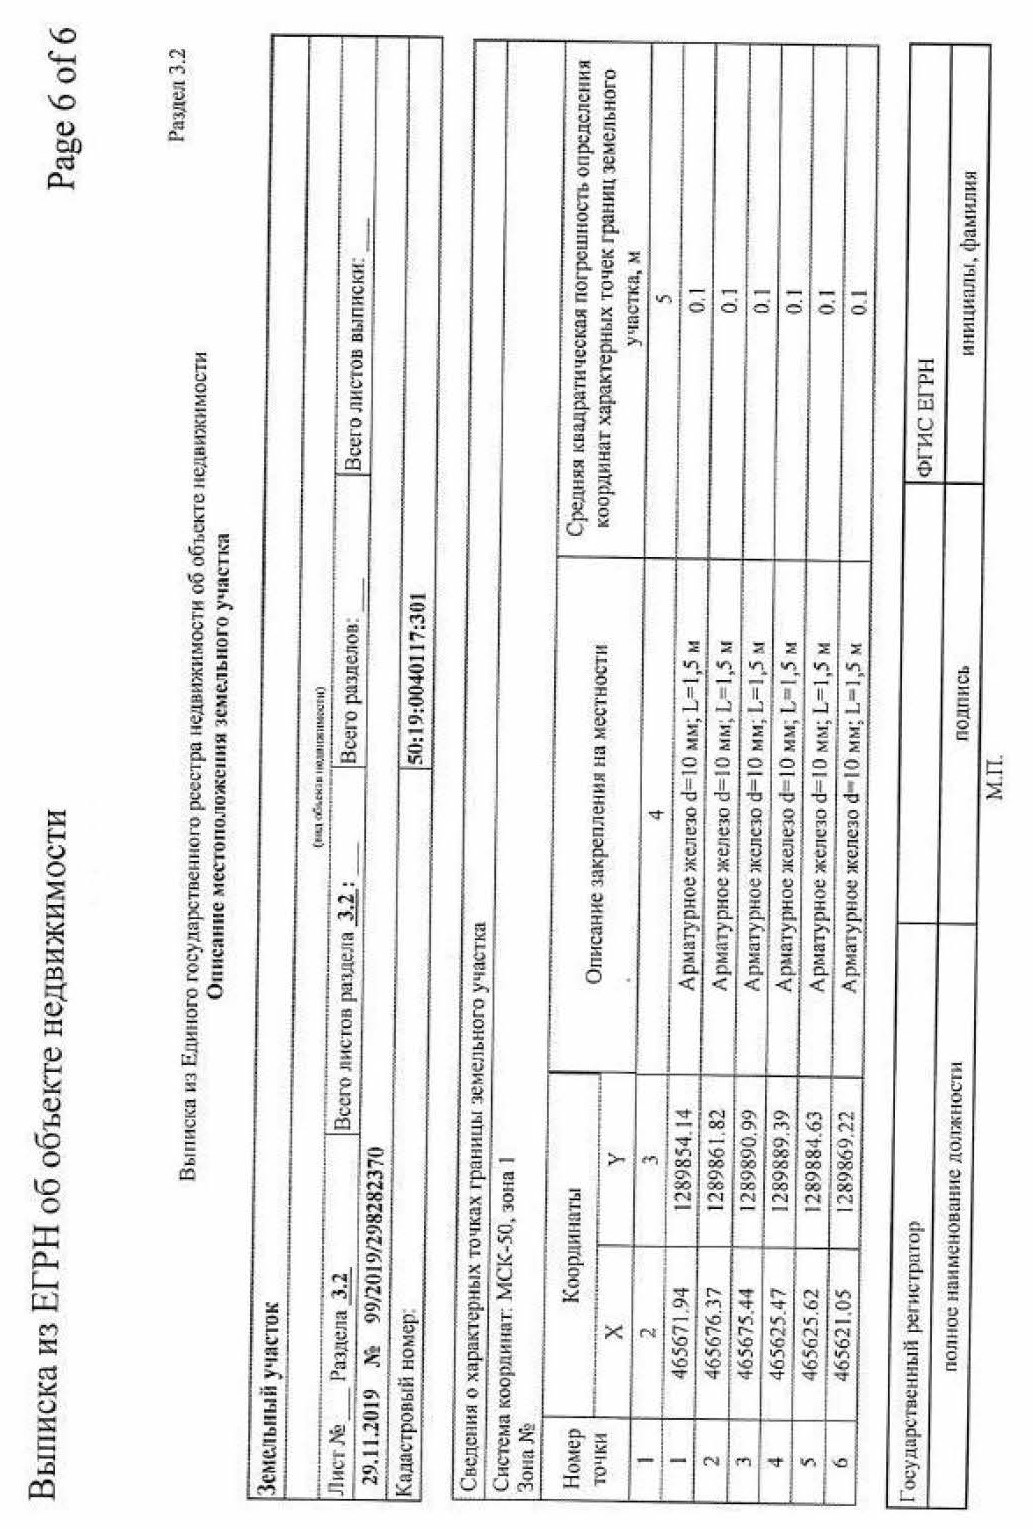 Выписка из ЕГРН об объекте недвижимости
Page 6 of 6
Раздел 3.2
Выписка из Единого государственного реестра недвижимости об объекте недвижимости
Описание местоположения земельного участка
Земельный участок
(вид объекта недвижимости)
Лист № ___ Раздела 3.2
Всего листов раздела 3.2 : ___
Всего разделов: ___
Всего листов выписки: ___
29.11.2019 № 99/2019/298282370
Кадастровый номер:
50:19:0040117:301
Сведения о характерных точках границы земельного участка
Система координат: МСК-50, зона 1
Зона №
Номер точки
Координаты
Описание закрепления на местности
Средняя квадратическая погрешность определения
координат характерных точек границ земельного
участка, м
X
Y
1 2 3 4 5
1 465671.94 1289854.14 Арматурное железо d=10 мм; L=1,5 м 0.1
2 465676.37 1289861.82 Арматурное железо d=10 мм; L=1,5 м 0.1
3 465675.44 1289890.99 Арматурное железо d=10 мм; L=1,5 м 0.1
4 465625.47 1289889.39 Арматурное железо d=10 мм; L=1,5 м 0.1
5 465625.62 1289884.63 Арматурное железо d=10 мм; L=1,5 м 0.1
6 465621.05 1289869.22 Арматурное железо d=10 мм; L=1,5 м 0.1
Государственный регистратор
ФГИС ЕГРН
полное наименование должности
подпись
инициалы, фамилия
М.П.